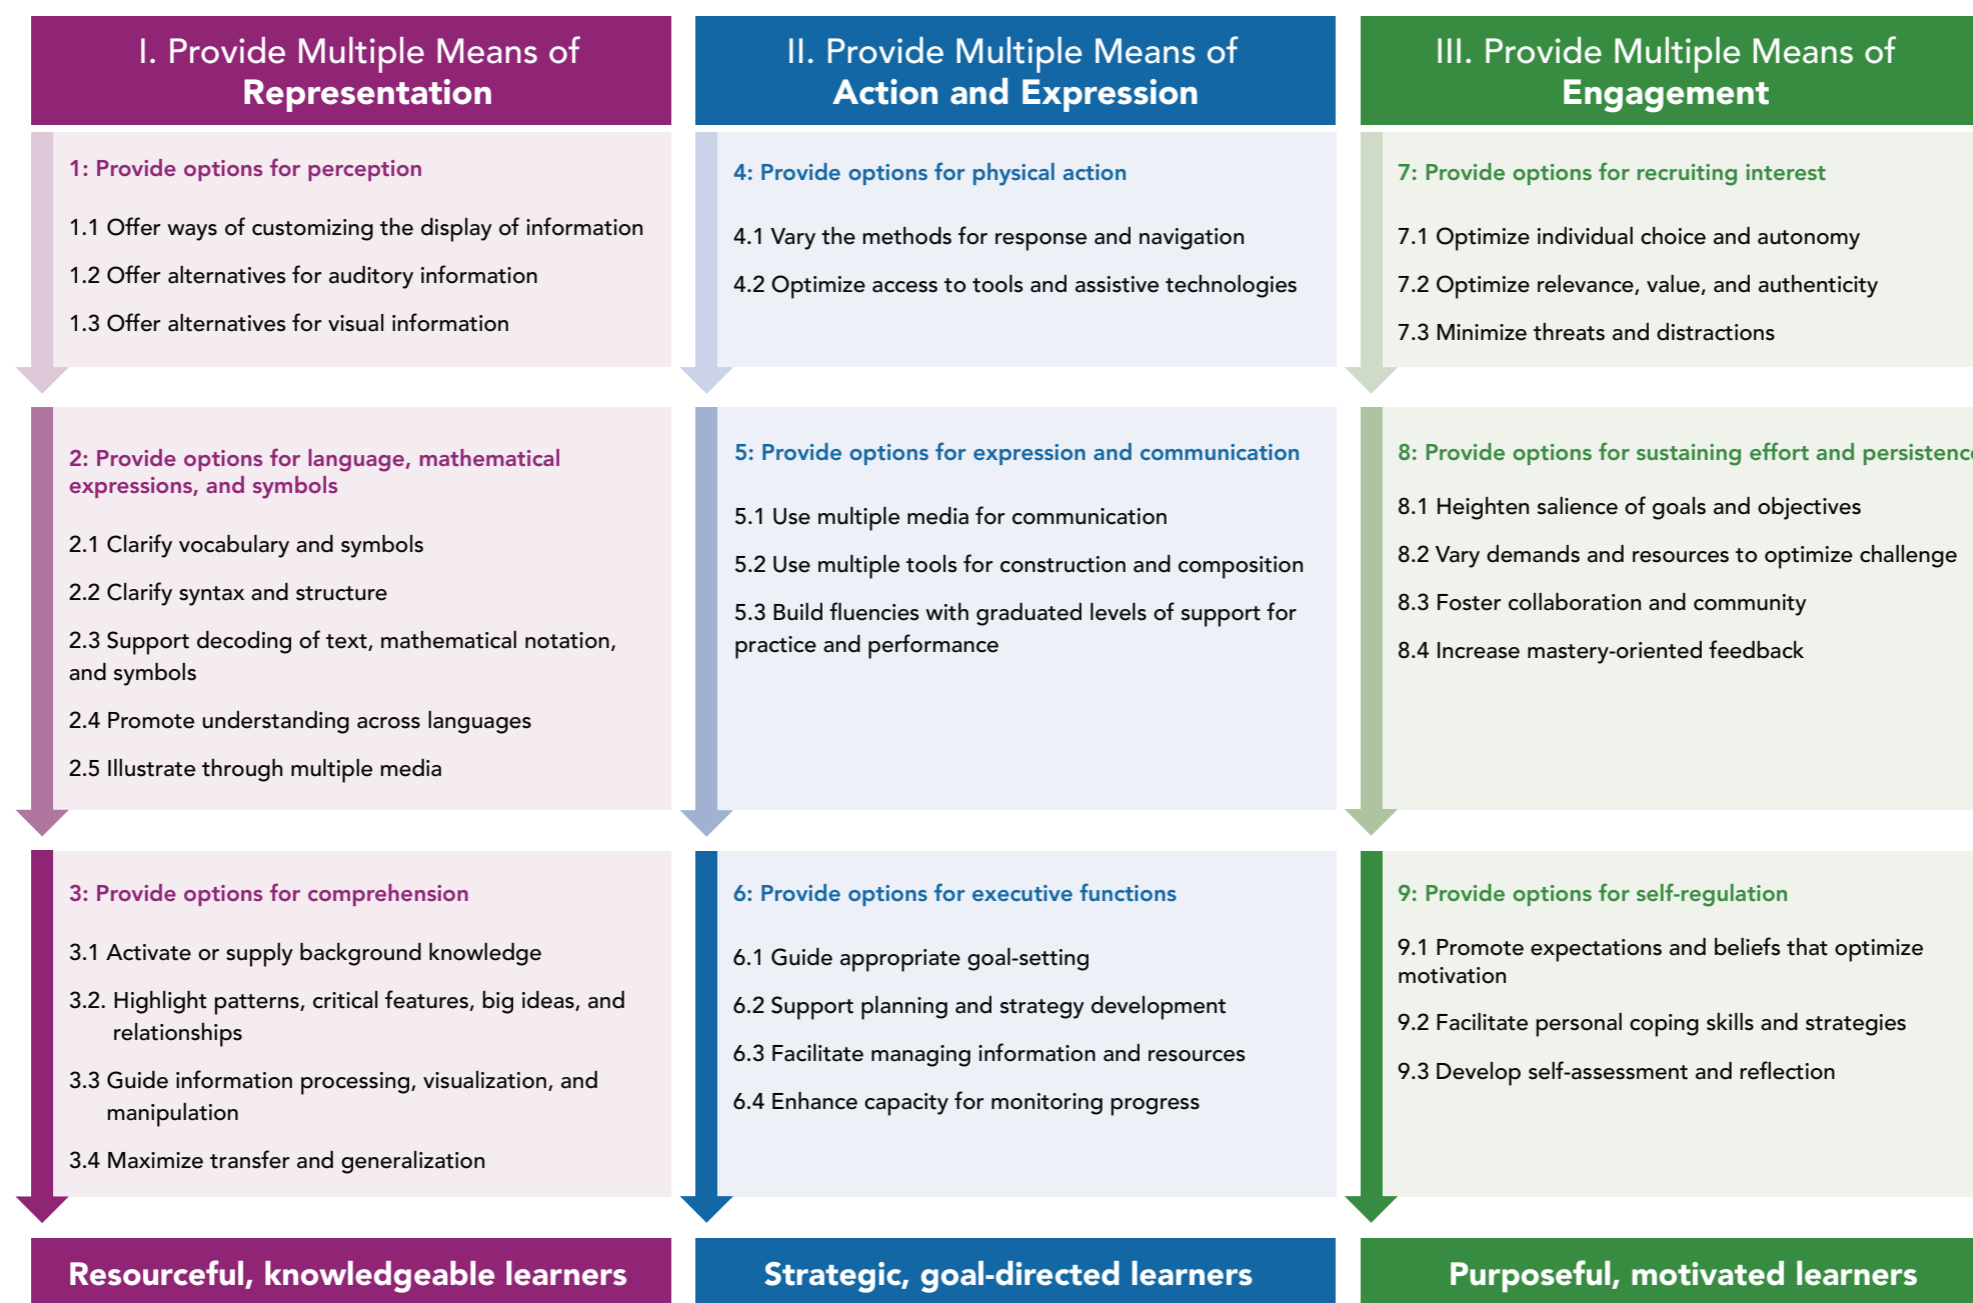 I. Provide Multiple Means of
Representation
1: Provide options for perception
1.1 Offer ways of customizing the display of information
1.2 Offer alternatives for auditory information
1.3 Offer alternatives for visual information
2: Provide options for language, mathematical
expressions, and symbols
2.1 Clarify vocabulary and symbols
2.2 Clarify syntax and structure
2.3 Support decoding of text, mathematical notation,
and symbols
2.4 Promote understanding across languages
2.5 Illustrate through multiple media
3: Provide options for comprehension
3.1 Activate or supply background knowledge
3.2. Highlight patterns, critical features, big ideas, and
relationships
3.3 Guide information processing, visualization, and
manipulation
3.4 Maximize transfer and generalization
Resourceful, knowledgeable learners
II. Provide Multiple Means of
Action and Expression
4: Provide options for physical action
4.1 Vary the methods for response and navigation
4.2 Optimize access to tools and assistive technologies
5: Provide options for expression and communication
5.1 Use multiple media for communication
5.2 Use multiple tools for construction and composition
5.3 Build fluencies with graduated levels of support for
practice and performance
6: Provide options for executive functions
6.1 Guide appropriate goal-setting
6.2 Support planning and strategy development
6.3 Facilitate managing information and resources
6.4 Enhance capacity for monitoring progress
Strategic, goal-directed learners
III. Provide Multiple Means of
Engagement
7: Provide options for recruiting interest
7.1 Optimize individual choice and autonomy
7.2 Optimize relevance, value, and authenticity
7.3 Minimize threats and distractions
8: Provide options for sustaining effort and persistence
8.1 Heighten salience of goals and objectives
8.2 Vary demands and resources to optimize challenge
8.3 Foster collaboration and community
8.4 Increase mastery-oriented feedback
9: Provide options for self-regulation
9.1 Promote expectations and beliefs that optimize
motivation
9.2 Facilitate personal coping skills and strategies
9.3 Develop self-assessment and reflection
Purposeful, motivated learners